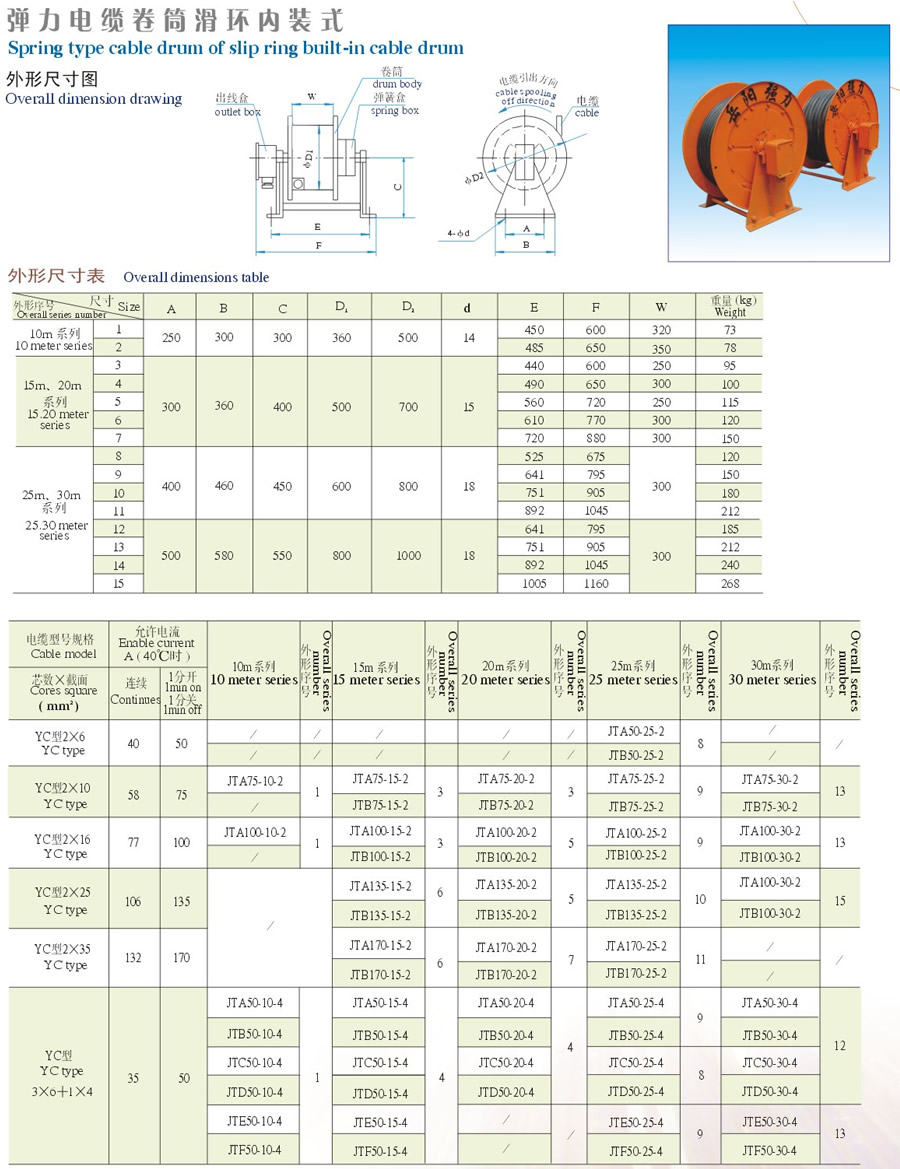 弹力电缆卷筒滑环内装式
Spring type cable drum of slip ring built-in cable drum
外形尺寸图
Overall dimension drawing
出线盒
outlet box
W
卷筒
drum body
弹簧盒
spring box
φD1
C
E
F
电缆引出方向
cable spooling
off direction
电缆
cable
φD2
4-φd
A
B
岳阳强力
外形尺寸表 Overall dimensions table
外形序号 尺寸 Size A B C D₁ D₂ d E F W 重量 (kg)
Overall series number Weight
10m 系列
10 meter series
1 250 300 300 360 500 14 450 600 320 73
2 485 650 350 78
15m、20m
系列
15.20 meter
series
3 440 600 250 95
4 490 650 300 100
5 300 360 400 500 700 15 560 720 250 115
6 610 770 300 120
7 720 880 300 150
25m、30m
系列
25.30 meter
series
8 525 675 120
9 400 460 450 600 800 18 641 795 300 150
10 751 905 180
11 892 1045 212
12 641 795 185
13 500 580 550 800 1000 18 751 905 300 212
14 892 1045 240
15 1005 1160 268
电缆型号规格
Cable model
芯数×截面
Cores square
( mm²)
允许电流
Enable current
A (40℃时)
连续
Continues
1分开
1min on
1分关
1min off
10m系列
10 meter series
外形序号
Overall series
number
15m系列
15 meter series
外形序号
Overall series
number
20m系列
20 meter series
外形序号
Overall series
number
25m系列
25 meter series
外形序号
Overall series
number
30m系列
30 meter series
外形序号
Overall series
number
YC型2×6
YC type
40 50 / / / / / JTA50-25-2 8 / /
/ / / / / JTB50-25-2 /
YC型2×10
YC type
58 75 JTA75-10-2 1 JTA75-15-2 3 JTA75-20-2 3 JTA75-25-2 9 JTA75-30-2 13
/ JTB75-15-2 JTB75-20-2 JTB75-25-2 JTB75-30-2
YC型2×16
YC type
77 100 JTA100-10-2 1 JTA100-15-2 3 JTA100-20-2 5 JTA100-25-2 9 JTA100-30-2 13
/ JTB100-15-2 JTB100-20-2 JTB100-25-2 JTB100-30-2
YC型2×25
YC type
106 135 / JTA135-15-2 6 JTA135-20-2 5 JTA135-25-2 10 JTA100-30-2 15
JTB135-15-2 JTB135-20-2 JTB135-25-2 JTB100-30-2
YC型2×35
YC type
132 170 JTA170-15-2 6 JTA170-20-2 7 JTA170-25-2 11 / /
JTB170-15-2 JTB170-20-2 JTB170-25-2 /
YC型
YC type
3×6+1×4
35 50
JTA50-10-4 1 JTA50-15-4 4 JTA50-20-4 4 JTA50-25-4 9 JTA50-30-4 12
JTB50-10-4 JTB50-15-4 JTB50-20-4 JTB50-25-4 JTB50-30-4
JTC50-10-4 JTC50-15-4 JTC50-20-4 JTC50-25-4 8 JTC50-30-4
JTD50-10-4 JTD50-15-4 JTD50-20-4 JTD50-25-4 JTD50-30-4
JTE50-10-4 JTE50-15-4 / / JTE50-25-4 9 JTE50-30-4 13
JTF50-10-4 JTF50-15-4 / JTF50-25-4 JTF50-30-4